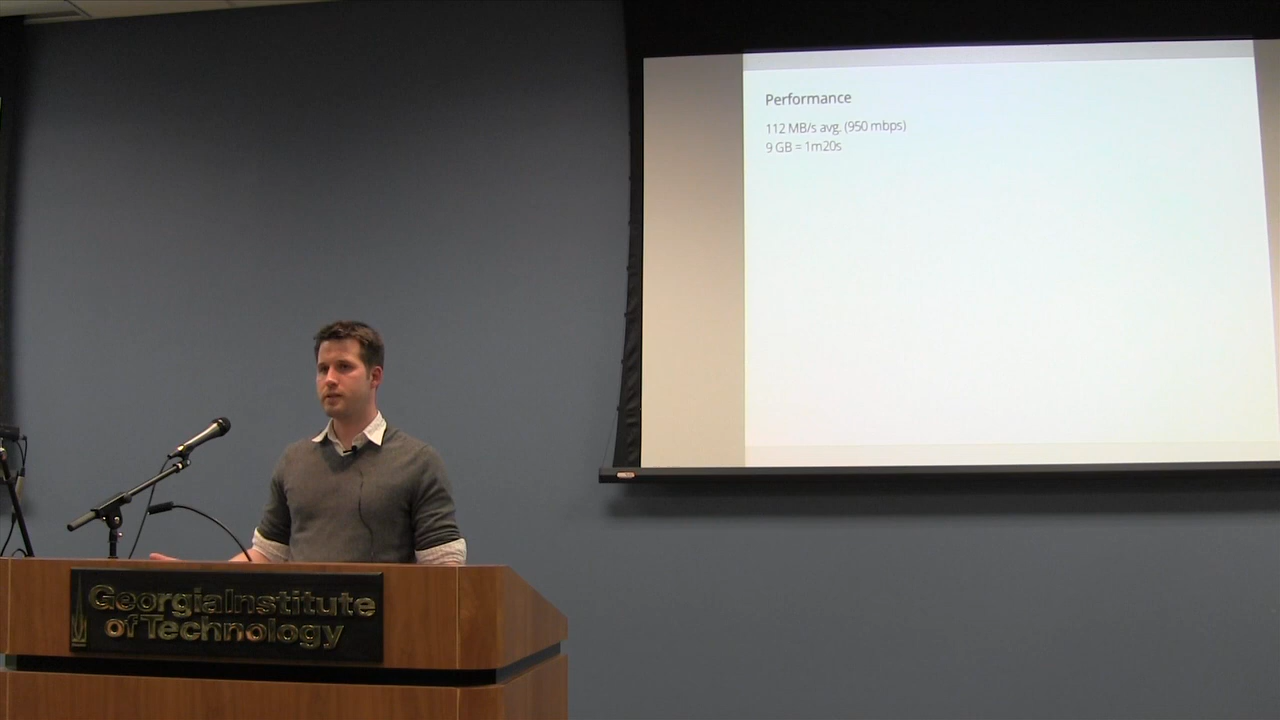 Performance
112 MB/s avg. (950 mbps)
9 GB = 1m20s
Georgia Institute
of Technology